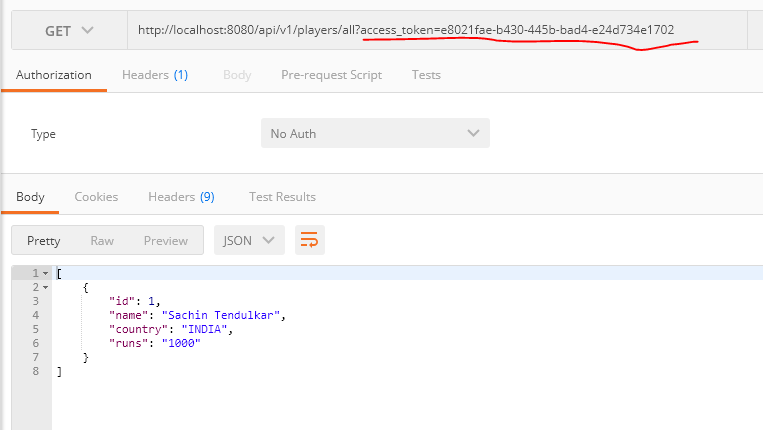 GET http://localhost:8080/api/v1/players/all?access_token=e8021fae-b430-445b-bad4-e24d734e1702
Authorization Headers (1) Body Pre-request Script Tests
Type No Auth
Body Cookies Headers (9) Test Results
Pretty Raw Preview JSON
1 [
2 {
3 "id": 1,
4 "name": "Sachin Tendulkar",
5 "country": "INDIA",
6 "runs": "1000"
7 }
8 ]